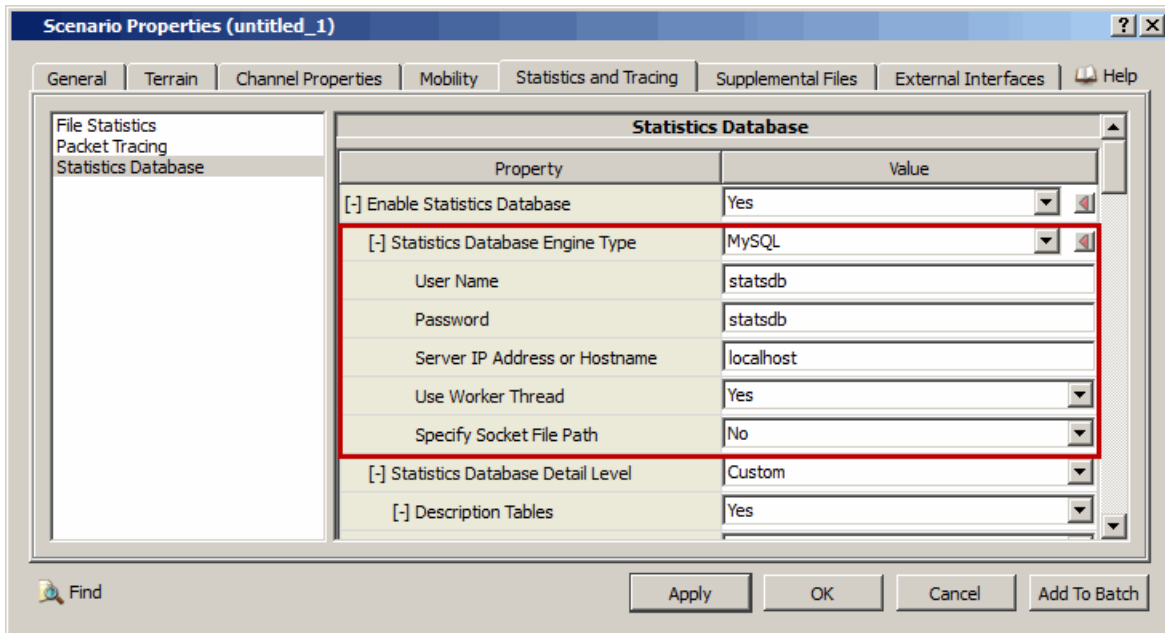 Scenario Properties (untitled_1)
? X
General Terrain Channel Properties Mobility Statistics and Tracing Supplemental Files External Interfaces Help
File Statistics
Packet Tracing
Statistics Database
Statistics Database
Property Value
[-] Enable Statistics Database Yes
[-] Statistics Database Engine Type MySQL
User Name statsdb
Password statsdb
Server IP Address or Hostname localhost
Use Worker Thread Yes
Specify Socket File Path No
[-] Statistics Database Detail Level Custom
[-] Description Tables Yes
Find Apply OK Cancel Add To Batch